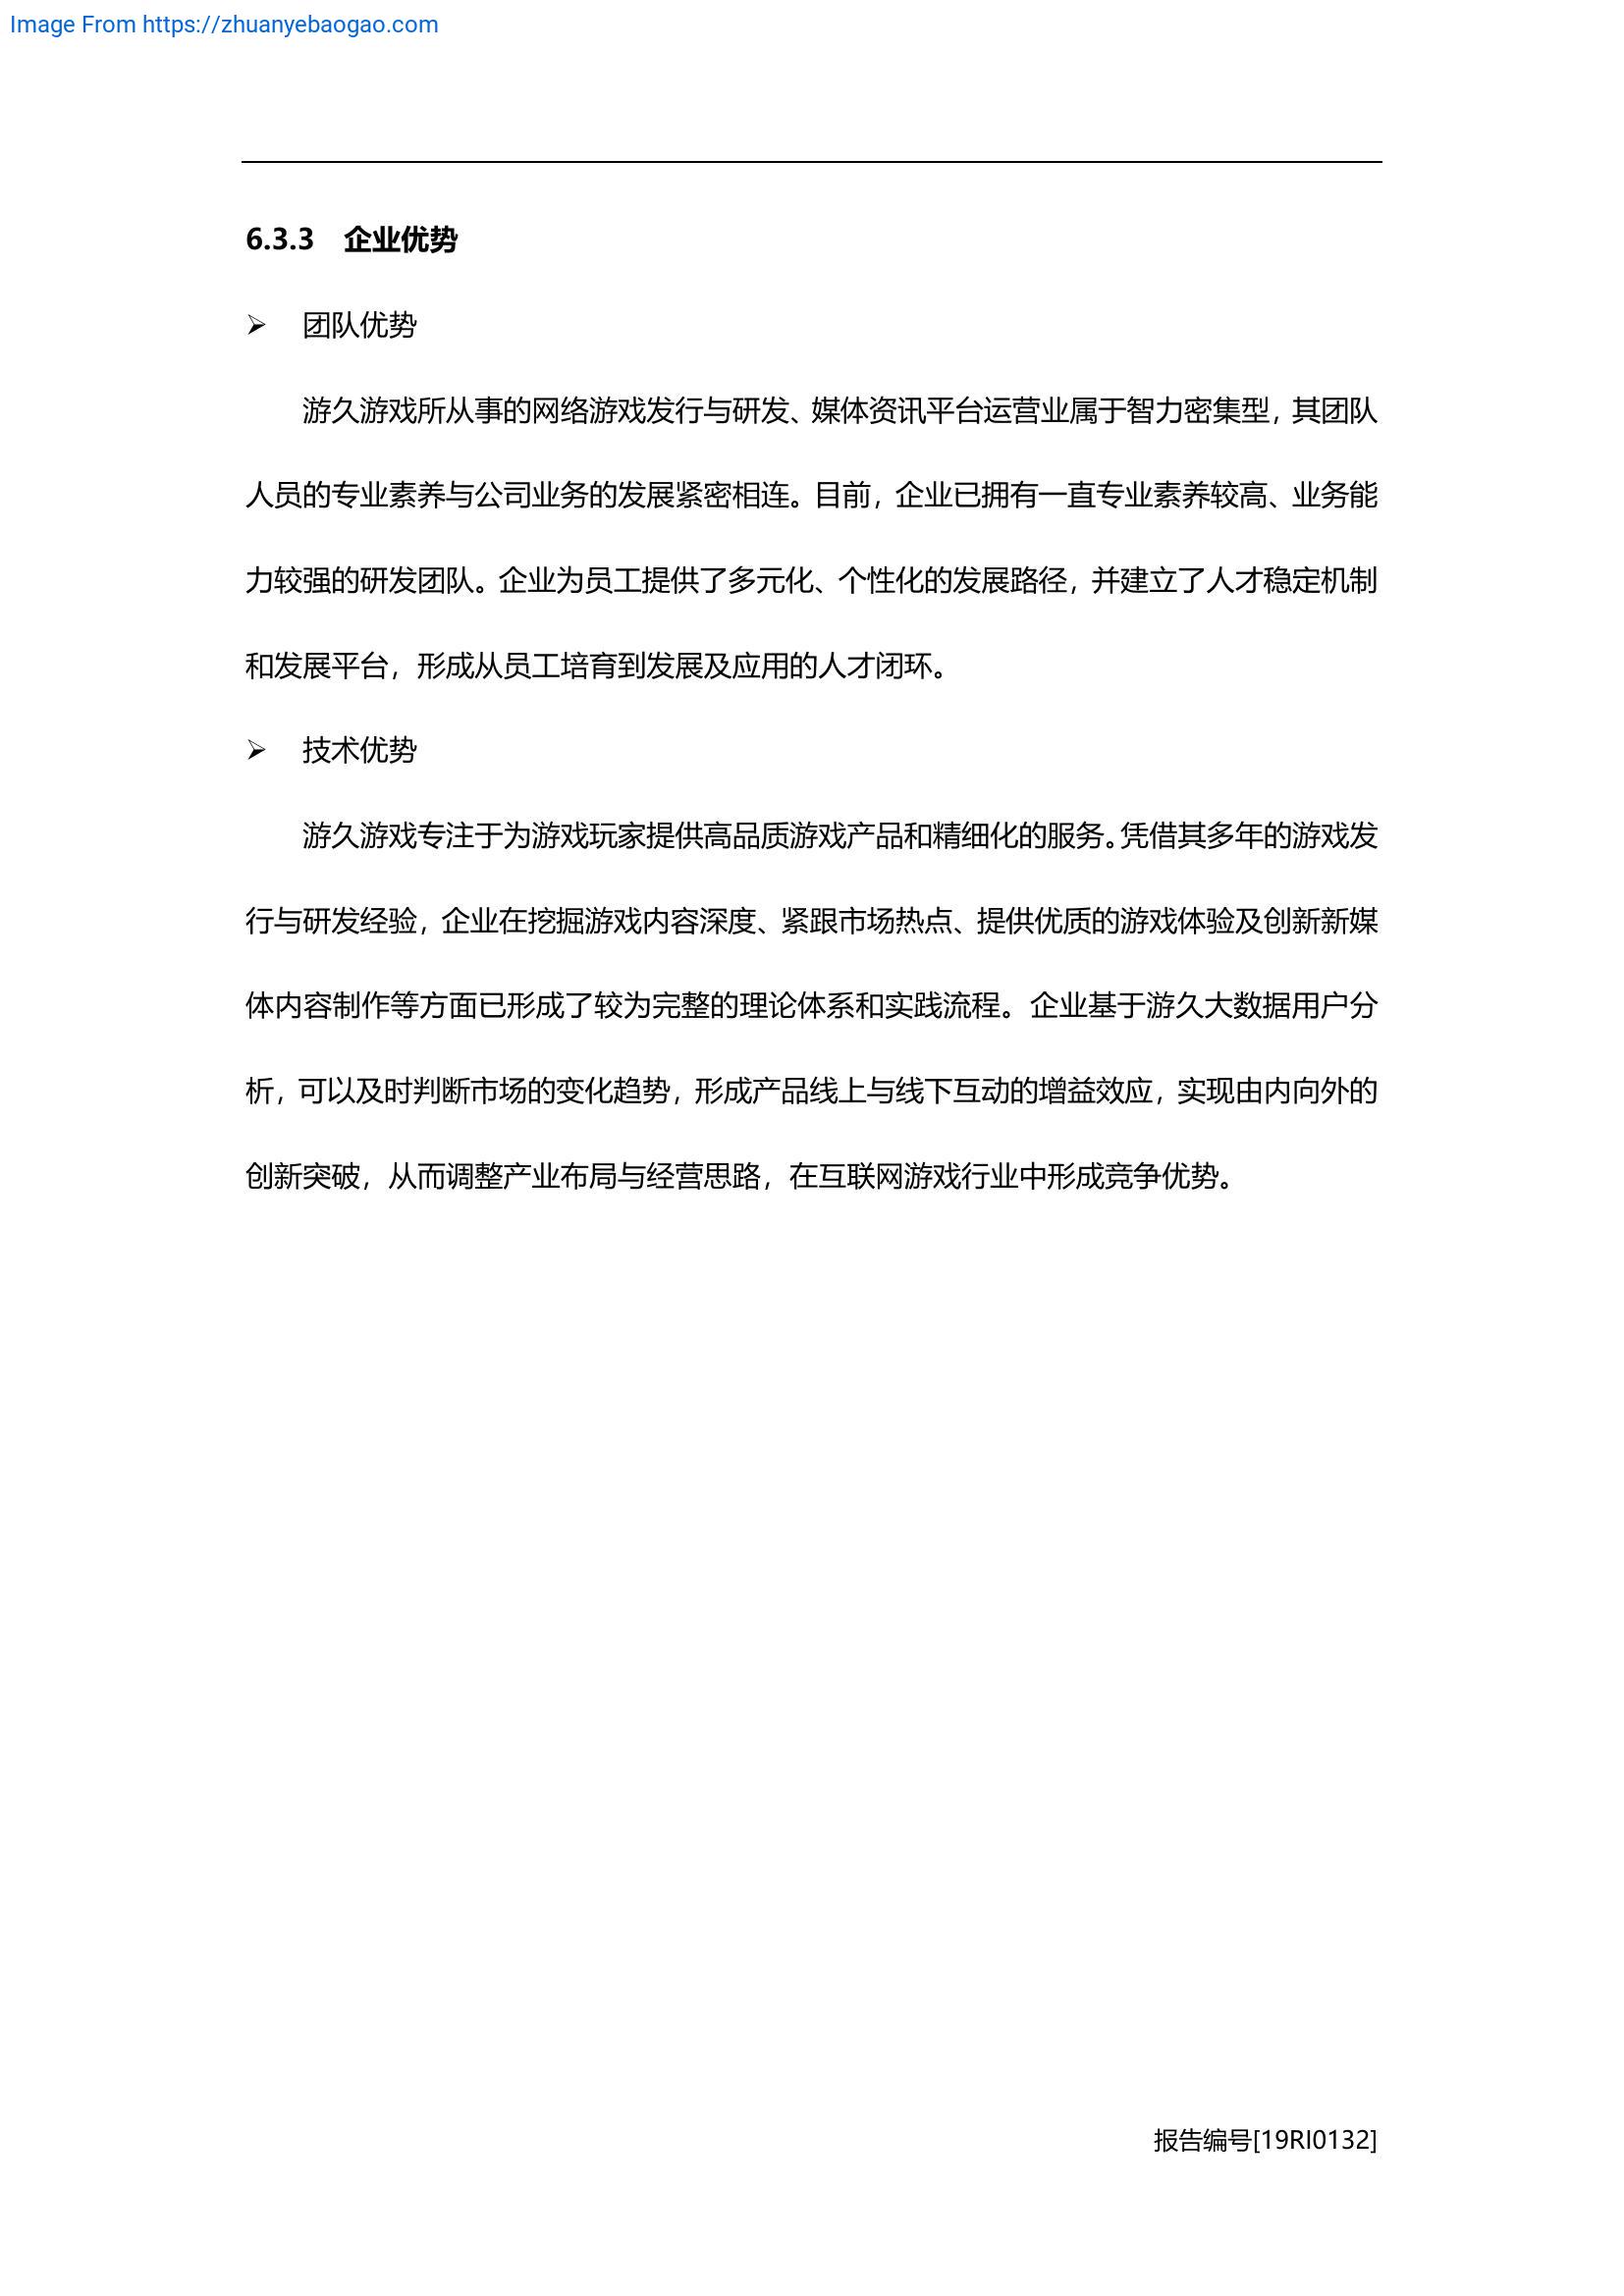 Image From https://zhuanyebaogao.com
6.3.3 企业优势
➢ 团队优势
游久游戏所从事的网络游戏发行与研发、媒体资讯平台运营业属于智力密集型，其团队
人员的专业素养与公司业务的发展紧密相连。目前，企业已拥有一直专业素养较高、业务能
力较强的研发团队。企业为员工提供了多元化、个性化的发展路径，并建立了人才稳定机制
和发展平台，形成从员工培育到发展及应用的人才闭环。
➢ 技术优势
游久游戏专注于为游戏玩家提供高品质游戏产品和精细化的服务。凭借其多年的游戏发
行与研发经验，企业在挖掘游戏内容深度、紧跟市场热点、提供优质的游戏体验及创新新媒
体内容制作等方面已形成了较为完整的理论体系和实践流程。企业基于游久大数据用户分
析，可以及时判断市场的变化趋势，形成产品线上与线下互动的增益效应，实现由内向外的
创新突破，从而调整产业布局与经营思路，在互联网游戏行业中形成竞争优势。
报告编号[19RI0132]